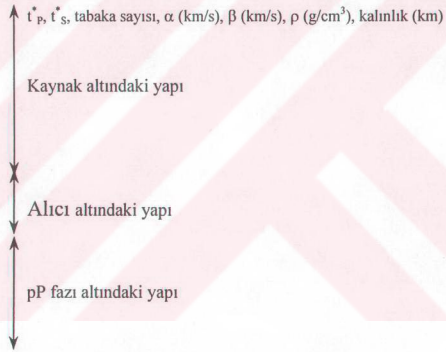 t*P, t*S, tabaka sayısı, α (km/s), β (km/s), ρ (g/cm³), kalınlık (km)
Kaynak altındaki yapı
Alıcı altındaki yapı
pP fazı altındaki yapı